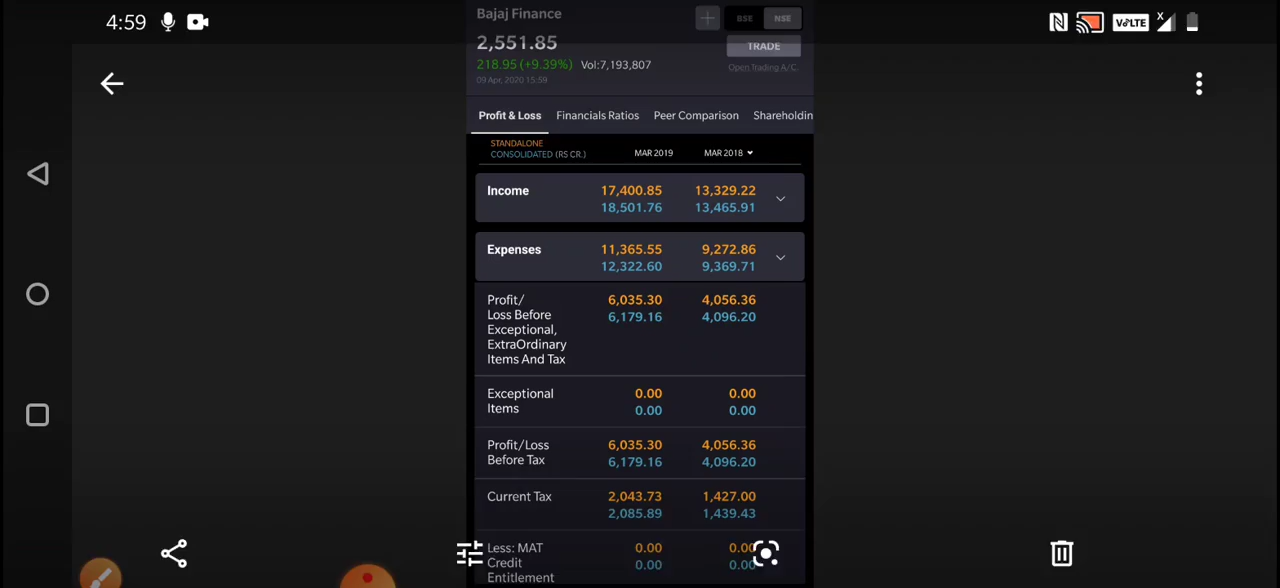 4:59
VoLTE X
Bajaj Finance
+ BSE NSE
2,551.85
TRADE
218.95 (+9.39%) Vol:7,193,807
Open Trading A/C.
09 Apr, 2020 15:59
Profit & Loss Financials Ratios Peer Comparison Shareholdin
STANDALONE
CONSOLIDATED (RS CR.) MAR 2019 MAR 2018
Income 17,400.85 13,329.22
18,501.76 13,465.91
Expenses 11,365.55 9,272.86
12,322.60 9,369.71
Profit/ 6,035.30 4,056.36
Loss Before 6,179.16 4,096.20
Exceptional,
ExtraOrdinary
Items And Tax
Exceptional 0.00 0.00
Items 0.00 0.00
Profit/Loss 6,035.30 4,056.36
Before Tax 6,179.16 4,096.20
Current Tax 2,043.73 1,427.00
2,085.89 1,439.43
Less: MAT 0.00 0.00
Credit 0.00 0.00
Entitlement